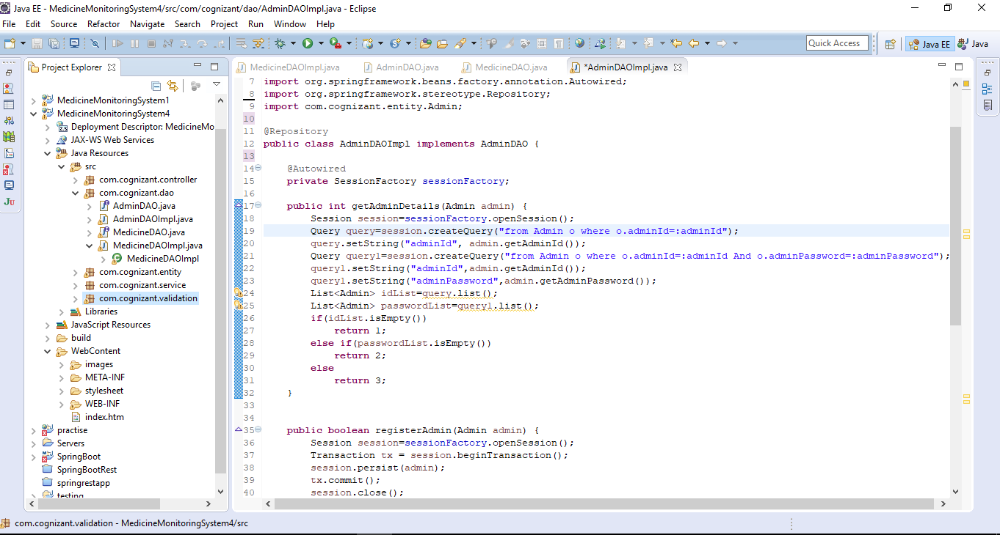 Java EE - MedicineMonitoringSystem4/src/com/cognizant/dao/AdminDAOImpl.java - Eclipse
File Edit Source Refactor Navigate Search Project Run Window Help
Quick Access Java EE Java
Project Explorer
MedicineMonitoringSystem1
MedicineMonitoringSystem4
Deployment Descriptor: MedicineMo
JAX-WS Web Services
Java Resources
src
com.cognizant.controller
com.cognizant.dao
AdminDAO.java
AdminDAOImpl.java
MedicineDAO.java
MedicineDAOImpl.java
MedicineDAOImpl
com.cognizant.entity
com.cognizant.service
com.cognizant.validation
Libraries
JavaScript Resources
build
WebContent
images
META-INF
stylesheet
WEB-INF
index.htm
practise
Servers
SpringBoot
SpringBootRest
springrestapp
testing
Ju
MedicineDAOImpl.java AdminDAO.java MedicineDAO.java *AdminDAOImpl.java
7 import org.springframework.beans.factory.annotation.Autowired;
8 import org.springframework.stereotype.Repository;
9 import com.cognizant.entity.Admin;
10
11 @Repository
12 public class AdminDAOImpl implements AdminDAO {
13
14 @Autowired
15 private SessionFactory sessionFactory;
16
17 public int getAdminDetails(Admin admin) {
18 Session session=sessionFactory.openSession();
19 Query query=session.createQuery("from Admin o where o.adminId=:adminId");
20 query.setString("adminId", admin.getAdminId());
21 Query query1=session.createQuery("from Admin o where o.adminId=:adminId And o.adminPassword=:adminPassword");
22 query1.setString("adminId",admin.getAdminId());
23 query1.setString("adminPassword",admin.getAdminPassword());
24 List<Admin> idList=query.list();
25 List<Admin> passwordList=query1.list();
26 if(idList.isEmpty())
27 return 1;
28 else if(passwordList.isEmpty())
29 return 2;
30 else
31 return 3;
32 }
33
34
35 public boolean registerAdmin(Admin admin) {
36 Session session=sessionFactory.openSession();
37 Transaction tx = session.beginTransaction();
38 session.persist(admin);
39 tx.commit();
40 session.close();
com.cognizant.validation - MedicineMonitoringSystem4/src